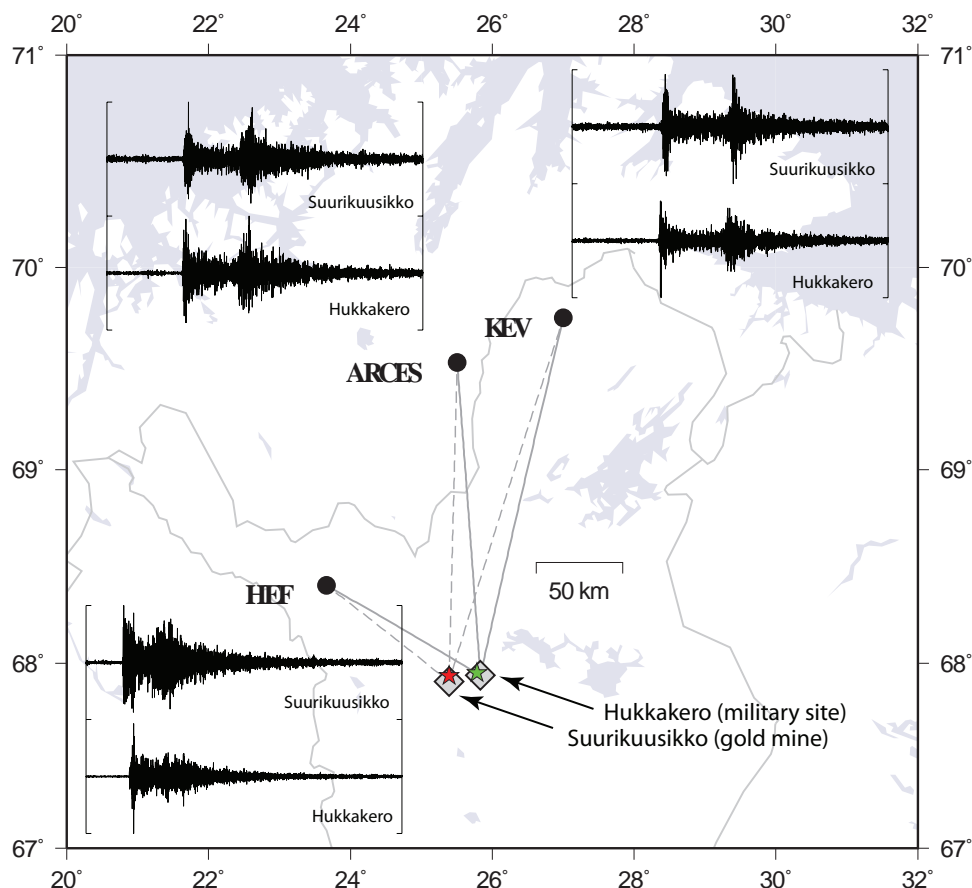 20˚ 22˚ 24˚ 26˚ 28˚ 30˚ 32˚
71˚ 71˚
Suurikuusikko
Suurikuusikko
Hukkakero
Hukkakero
70˚ 70˚
KEV
ARCES
69˚ 69˚
50 km
HEF
68˚ 68˚
Suurikuusikko
Hukkakero (military site)
Suurikuusikko (gold mine)
Hukkakero
67˚ 67˚
20˚ 22˚ 24˚ 26˚ 28˚ 30˚ 32˚